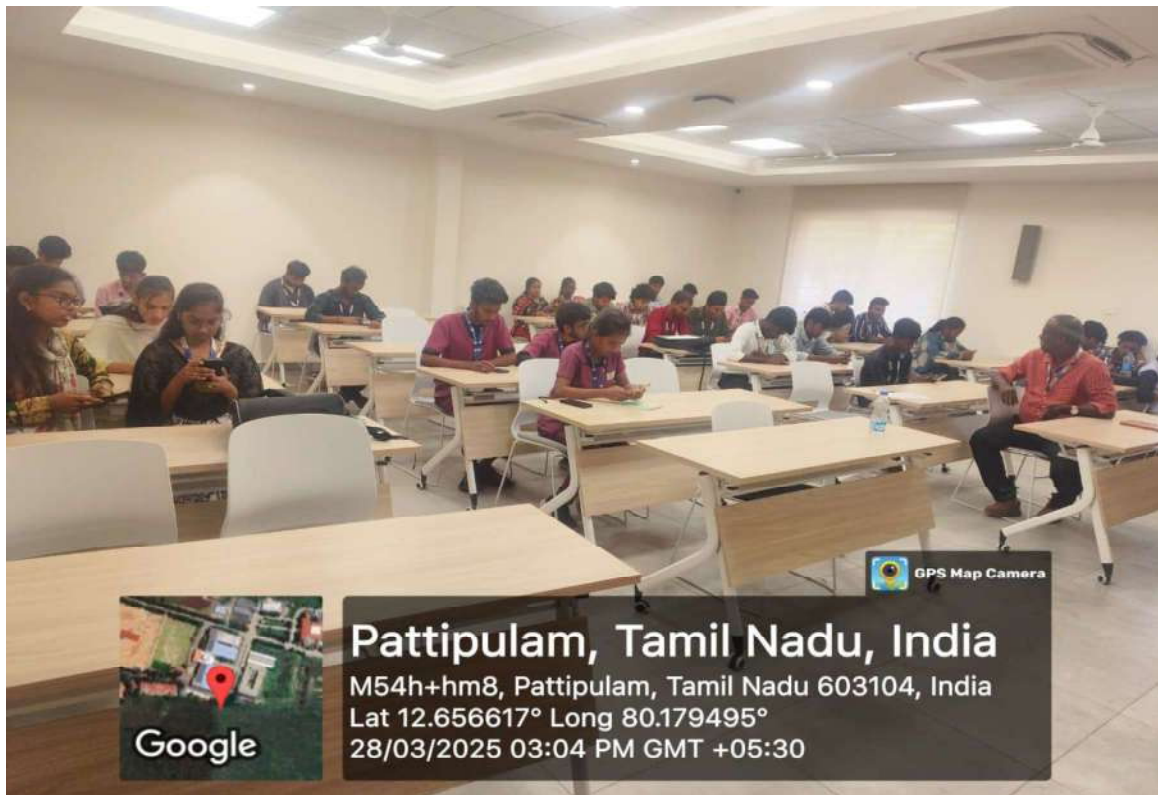 GPS Map Camera
Pattipulam, Tamil Nadu, India
M54h+hm8, Pattipulam, Tamil Nadu 603104, India
Lat 12.656617° Long 80.179495°
28/03/2025 03:04 PM GMT +05:30
Google